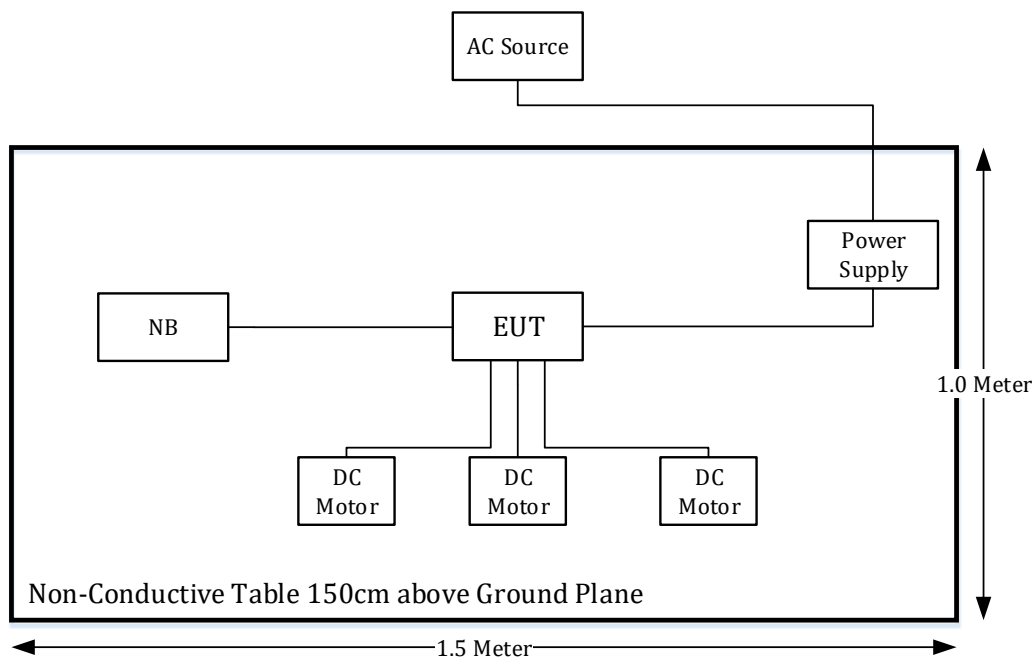 AC Source
Power
Supply
NB
EUT
1.0 Meter
DC
Motor
DC
Motor
DC
Motor
Non-Conductive Table 150cm above Ground Plane
1.5 Meter